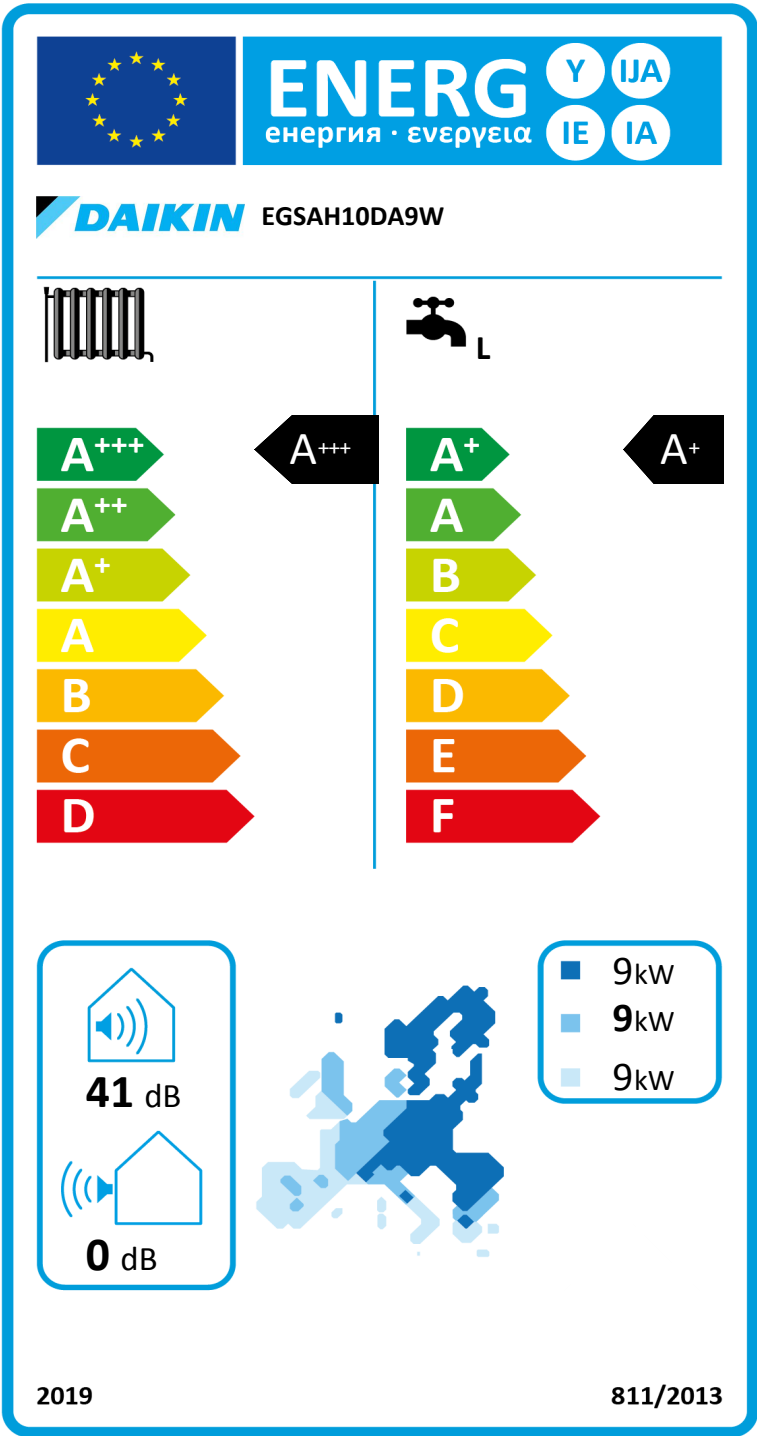 ENERG Y IJA
енергия · ενεργεια IE IA
DAIKIN EGSAH10DA9W
L
A+++ A+++
A++
A+
A
B
C
D
A+ A+
A
B
C
D
E
F
41 dB
0 dB
9kW
9kW
9kW
2019 811/2013